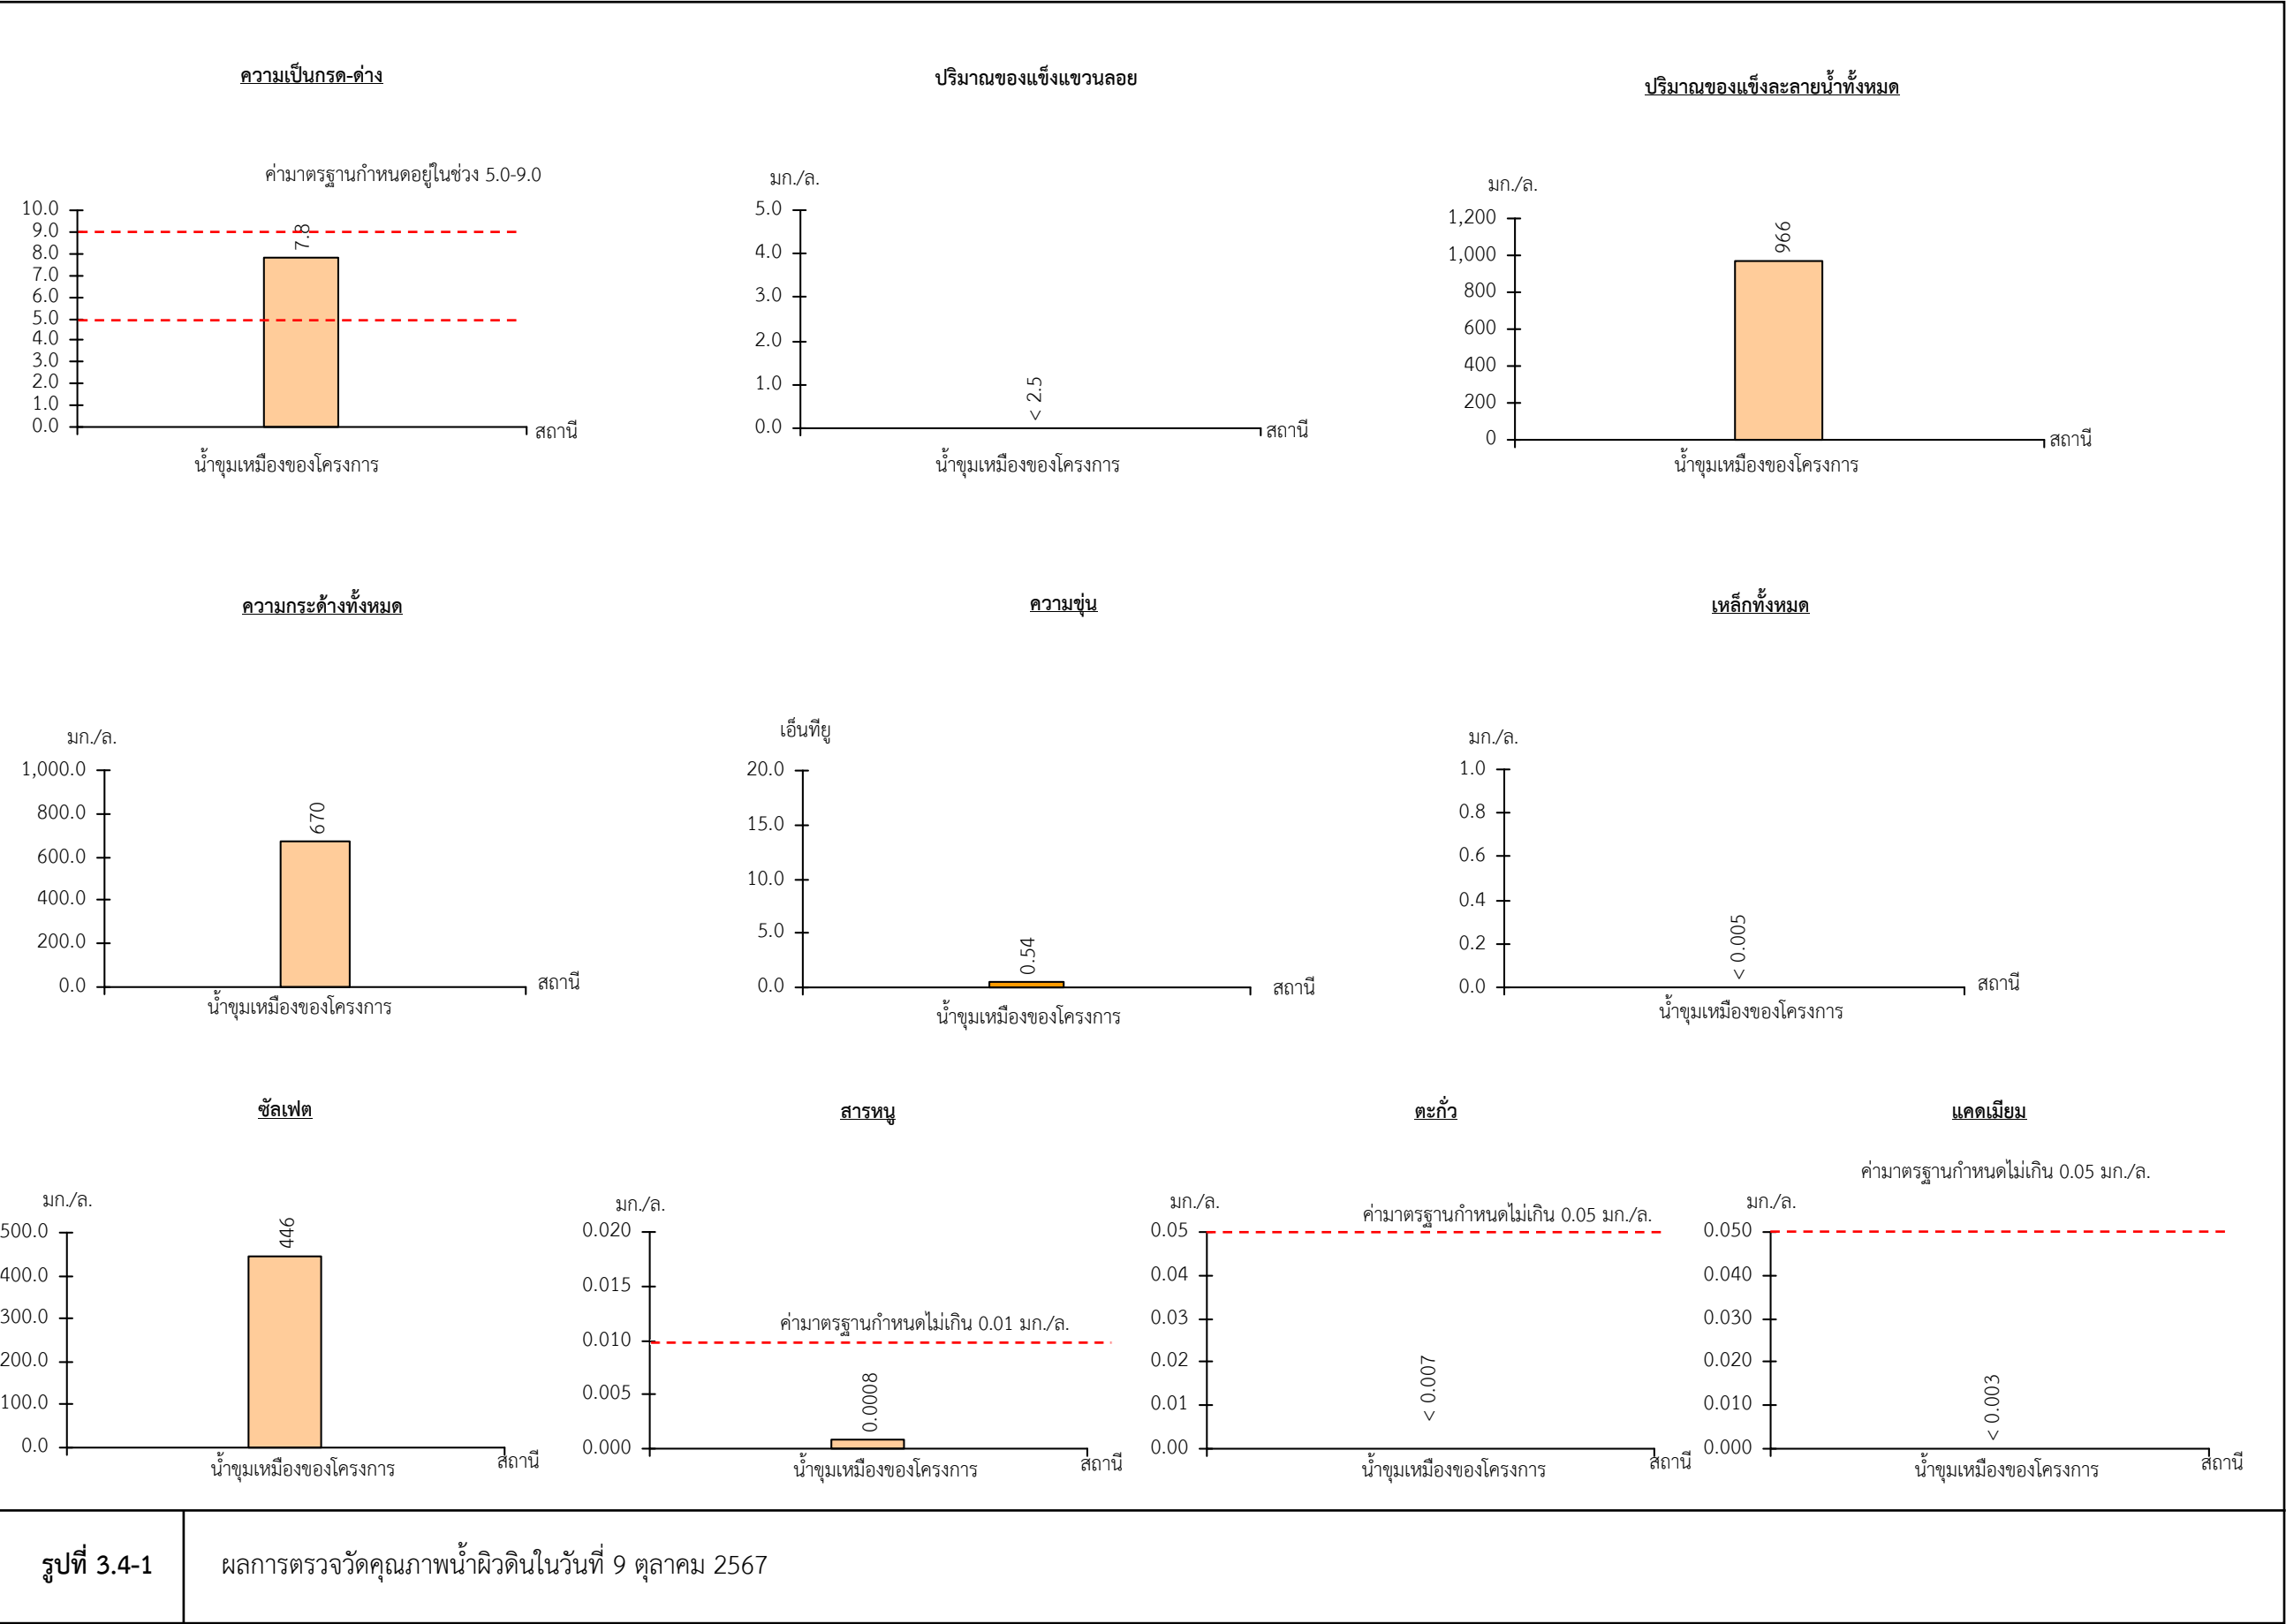 ความเป็นกรด-ด่าง
ค่ามาตรฐานกำหนดอยู่ในช่วง 5.0-9.0
10.0
9.0
8.0
7.0
6.0
5.0
4.0
3.0
2.0
1.0
0.0
7.8
สถานี
น้ำขุมเหมืองของโครงการ
ปริมาณของแข็งแขวนลอย
มก./ล.
5.0
4.0
3.0
2.0
1.0
0.0
< 2.5
สถานี
น้ำขุมเหมืองของโครงการ
ปริมาณของแข็งละลายน้ำทั้งหมด
มก./ล.
1,200
1,000
800
600
400
200
0
966
สถานี
น้ำขุมเหมืองของโครงการ
ความกระด้างทั้งหมด
มก./ล.
1,000.0
800.0
600.0
400.0
200.0
0.0
670
สถานี
น้ำขุมเหมืองของโครงการ
ความขุ่น
เอ็นทียู
20.0
15.0
10.0
5.0
0.0
0.54
สถานี
น้ำขุมเหมืองของโครงการ
เหล็กทั้งหมด
มก./ล.
1.0
0.8
0.6
0.4
0.2
0.0
< 0.005
สถานี
น้ำขุมเหมืองของโครงการ
ซัลเฟต
มก./ล.
500.0
400.0
300.0
200.0
100.0
0.0
446
สถานี
น้ำขุมเหมืองของโครงการ
สารหนู
มก./ล.
0.020
0.015
0.010
0.005
0.000
ค่ามาตรฐานกำหนดไม่เกิน 0.01 มก./ล.
0.0008
สถานี
น้ำขุมเหมืองของโครงการ
ตะกั่ว
มก./ล.
ค่ามาตรฐานกำหนดไม่เกิน 0.05 มก./ล.
0.05
0.04
0.03
0.02
0.01
0.00
< 0.007
สถานี
น้ำขุมเหมืองของโครงการ
แคดเมียม
ค่ามาตรฐานกำหนดไม่เกิน 0.05 มก./ล.
มก./ล.
0.050
0.040
0.030
0.020
0.010
0.000
< 0.003
สถานี
น้ำขุมเหมืองของโครงการ
รูปที่ 3.4-1
ผลการตรวจวัดคุณภาพน้ำผิวดินในวันที่ 9 ตุลาคม 2567